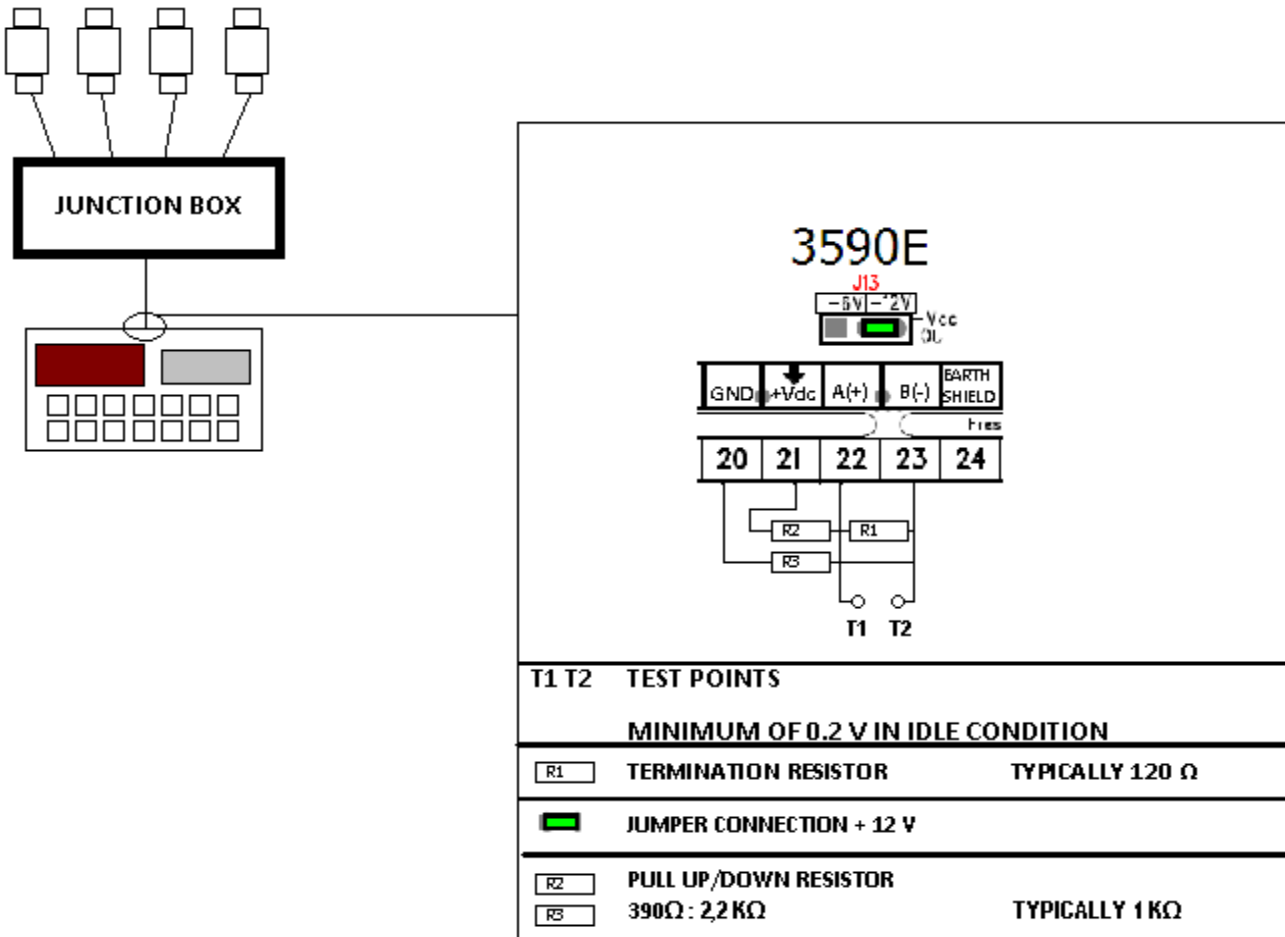 JUNCTION BOX
3590E
J13
-6V -12V
GND +Vdc A(+) B(-) EARTH SHIELD
20 21 22 23 24
R2 R1
R3
T1 T2
T1 T2 TEST POINTS
MINIMUM OF 0.2 V IN IDLE CONDITION
R1 TERMINATION RESISTOR TYPICALLY 120 Ω
JUMPER CONNECTION + 12 V
R2 PULL UP/DOWN RESISTOR
R3 390Ω : 2,2 KΩ TYPICALLY 1 KΩ